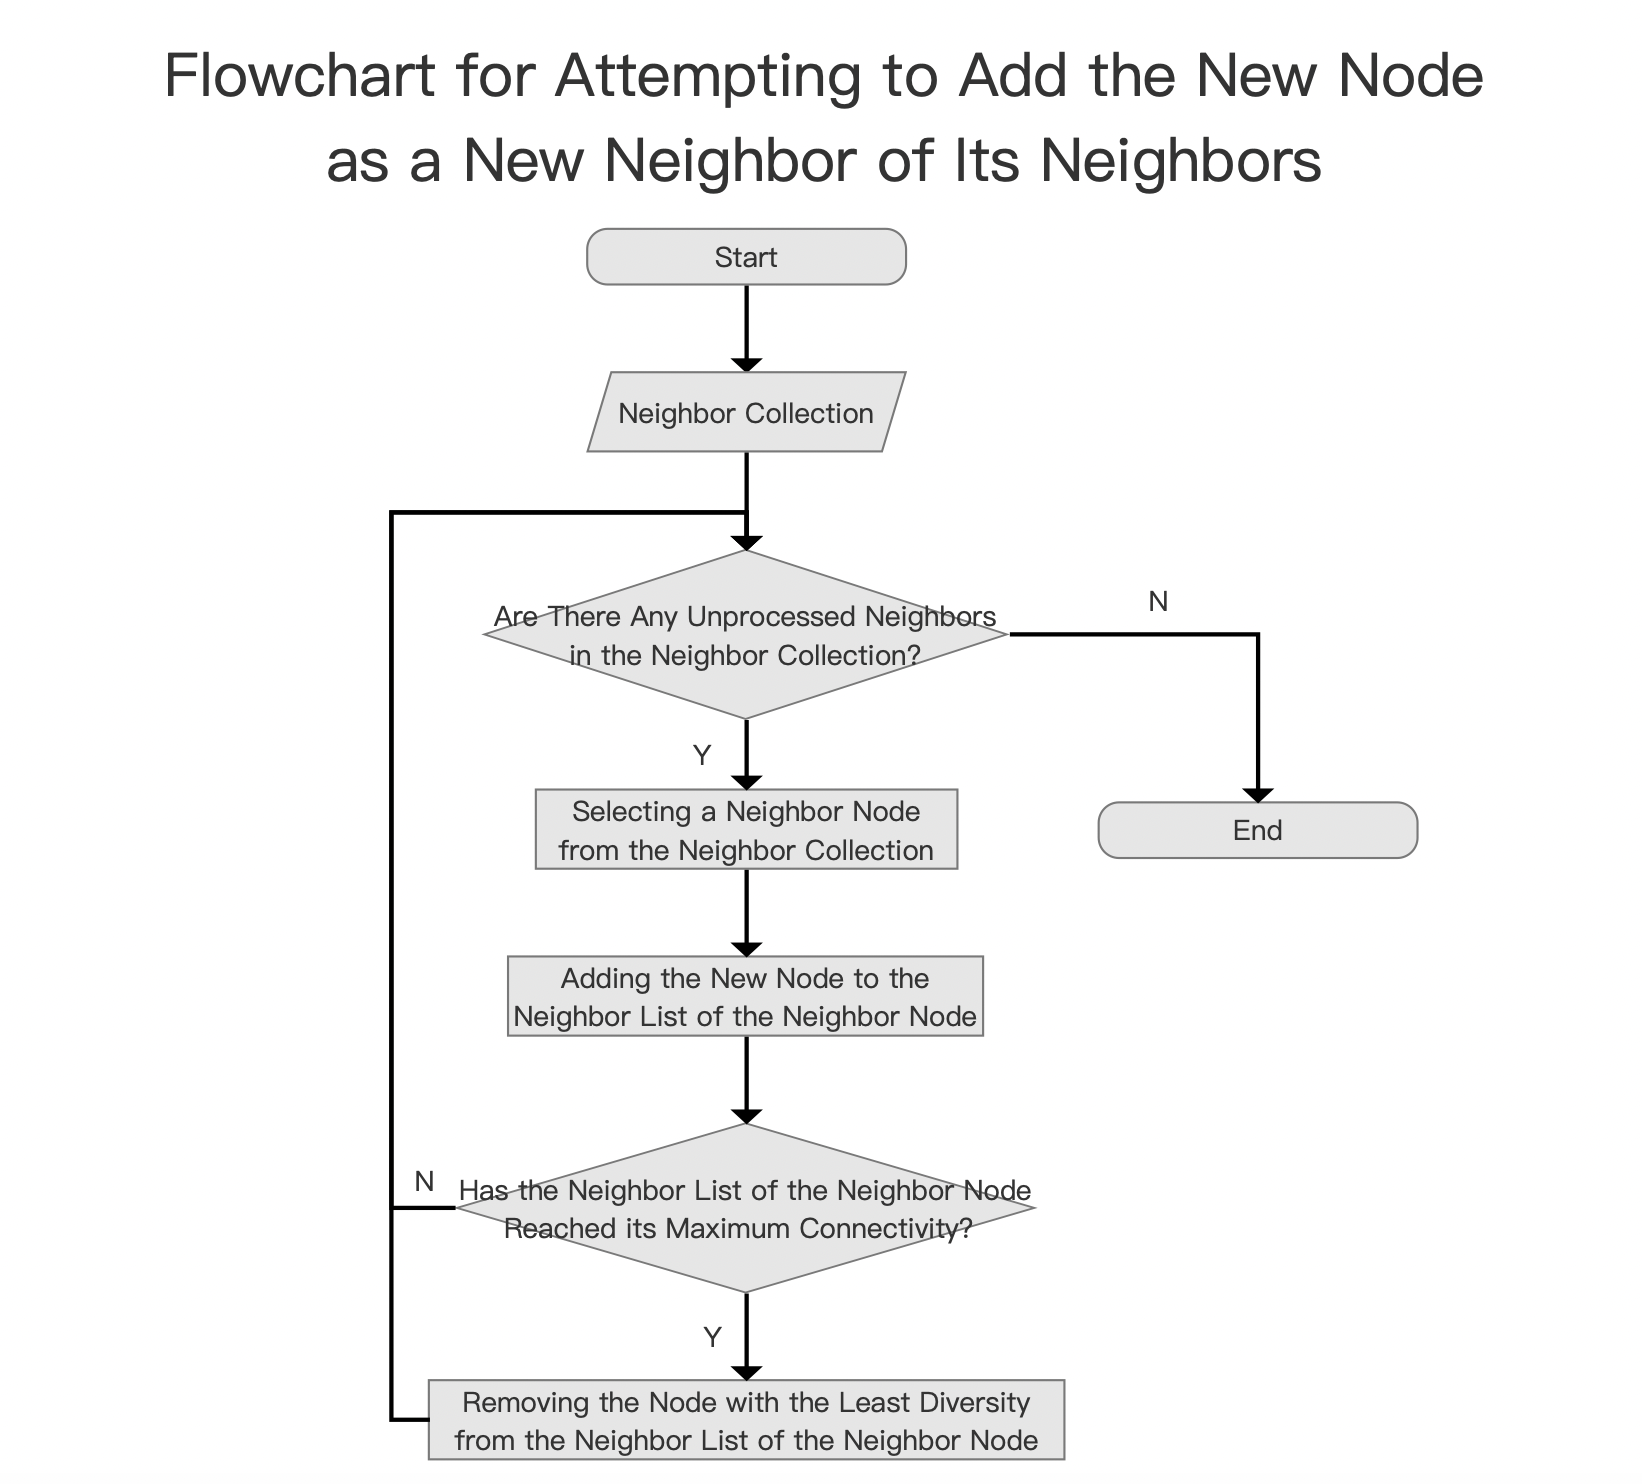 Flowchart for Attempting to Add the New Node
as a New Neighbor of Its Neighbors
Start
Neighbor Collection
Are There Any Unprocessed Neighbors
in the Neighbor Collection?
N
Y
Selecting a Neighbor Node
from the Neighbor Collection
End
Adding the New Node to the
Neighbor List of the Neighbor Node
N
Has the Neighbor List of the Neighbor Node
Reached its Maximum Connectivity?
Y
Removing the Node with the Least Diversity
from the Neighbor List of the Neighbor Node